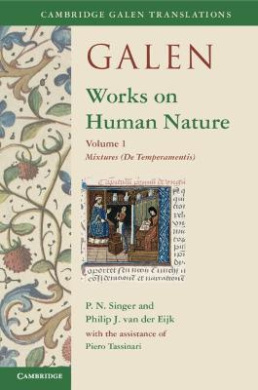 CAMBRIDGE GALEN TRANSLATIONS
GALEN
Works on
Human Nature
Volume 1
Mixtures (De Temperamentis)
P. N. Singer and
Philip J. van der Eijk
with the assistance of
Piero Tassinari
CAMBRIDGE